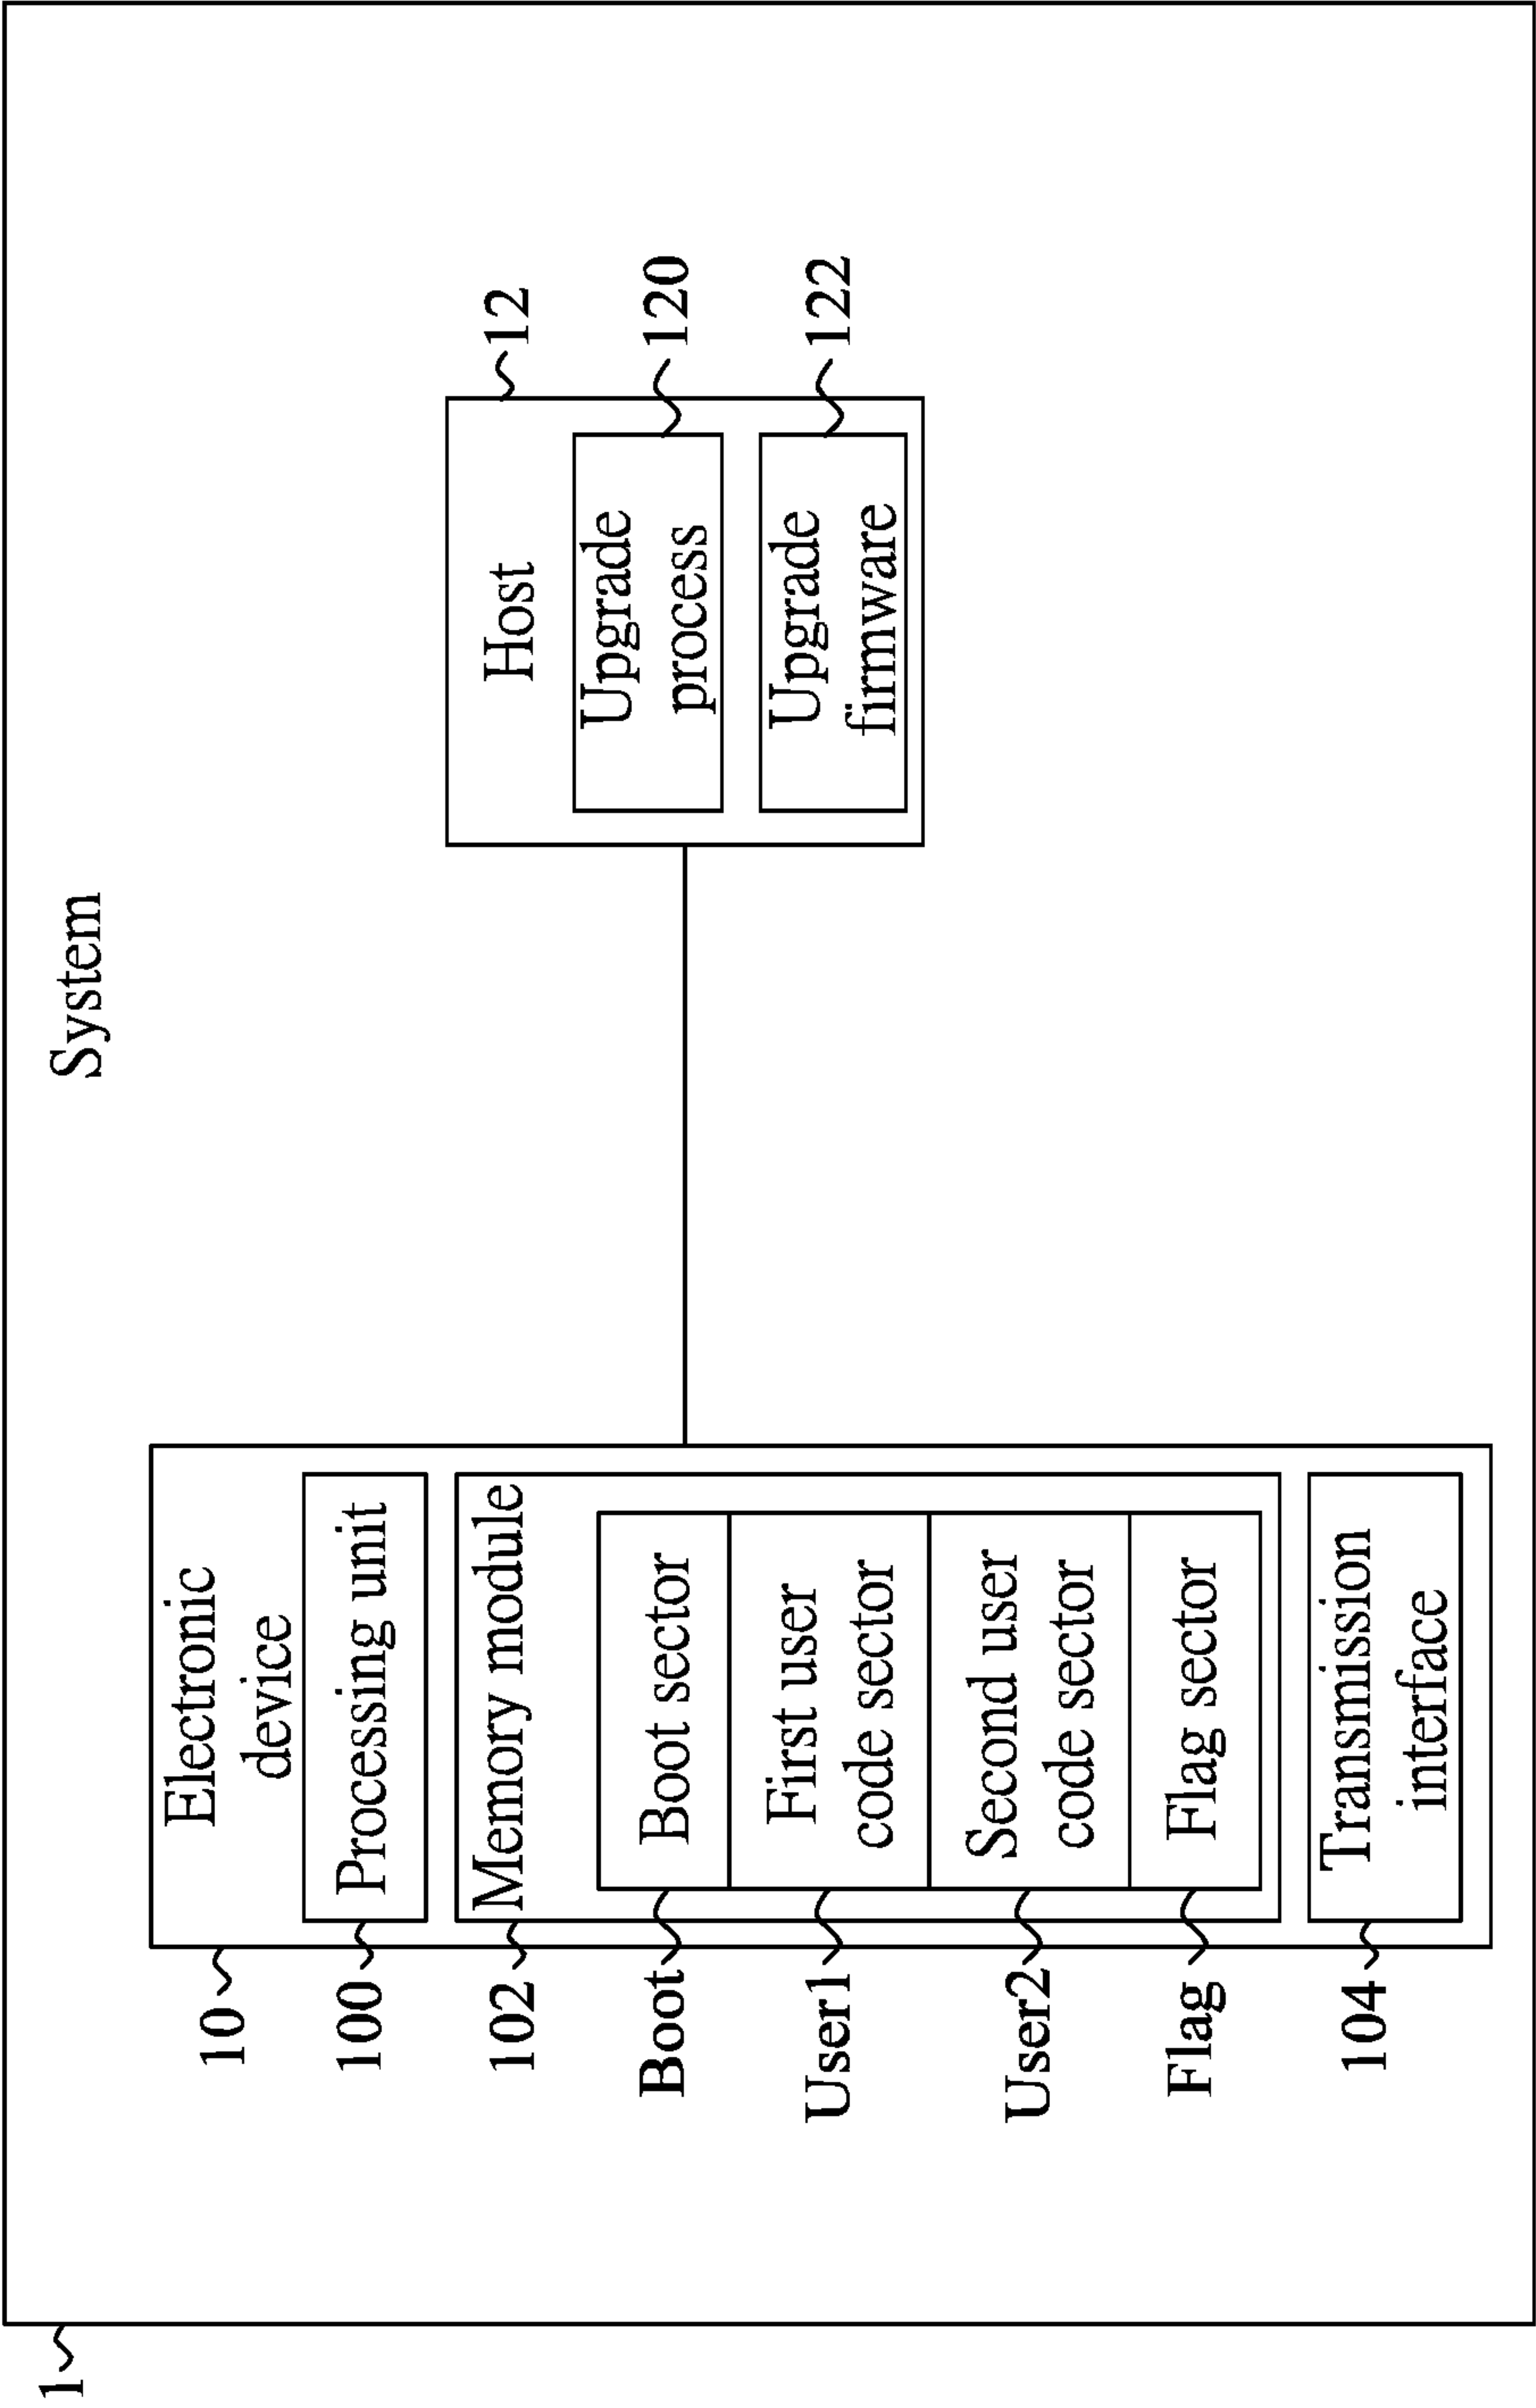 1
System
10
Electronic
device
100
Processing unit
102
Memory module
Boot
Boot sector
User1
First user
code sector
User2
Second user
code sector
Flag
Flag sector
104
Transmission
interface
Host
12
Upgrade
process
120
Upgrade
firmware
122